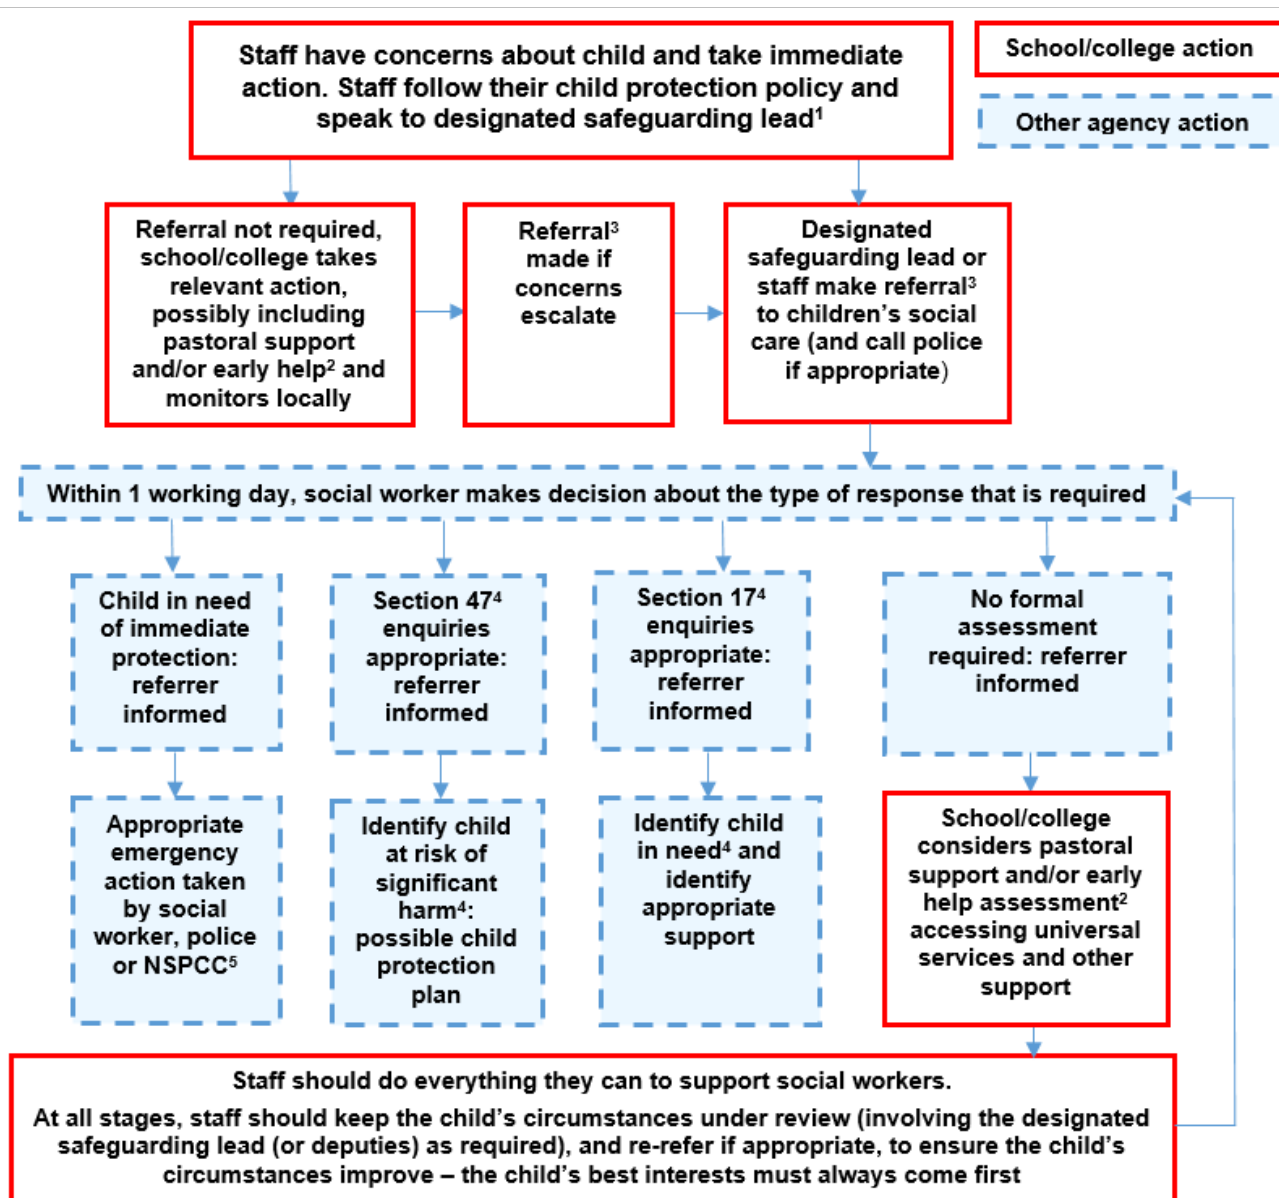 Staff have concerns about child and take immediate
action. Staff follow their child protection policy and
speak to designated safeguarding lead¹
School/college action
Other agency action
Referral not required,
school/college takes
relevant action,
possibly including
pastoral support
and/or early help² and
monitors locally
Referral³
made if
concerns
escalate
Designated
safeguarding lead or
staff make referral³
to children’s social
care (and call police
if appropriate)
Within 1 working day, social worker makes decision about the type of response that is required
Child in need
of immediate
protection:
referrer
informed
Section 47⁴
enquiries
appropriate:
referrer
informed
Section 17⁴
enquiries
appropriate:
referrer
informed
No formal
assessment
required: referrer
informed
Appropriate
emergency
action taken
by social
worker, police
or NSPCC⁵
Identify child
at risk of
significant
harm⁴:
possible child
protection
plan
Identify child
in need⁴ and
identify
appropriate
support
School/college
considers pastoral
support and/or early
help assessment²
accessing universal
services and other
support
Staff should do everything they can to support social workers.
At all stages, staff should keep the child’s circumstances under review (involving the designated
safeguarding lead (or deputies) as required), and re-refer if appropriate, to ensure the child’s
circumstances improve – the child’s best interests must always come first